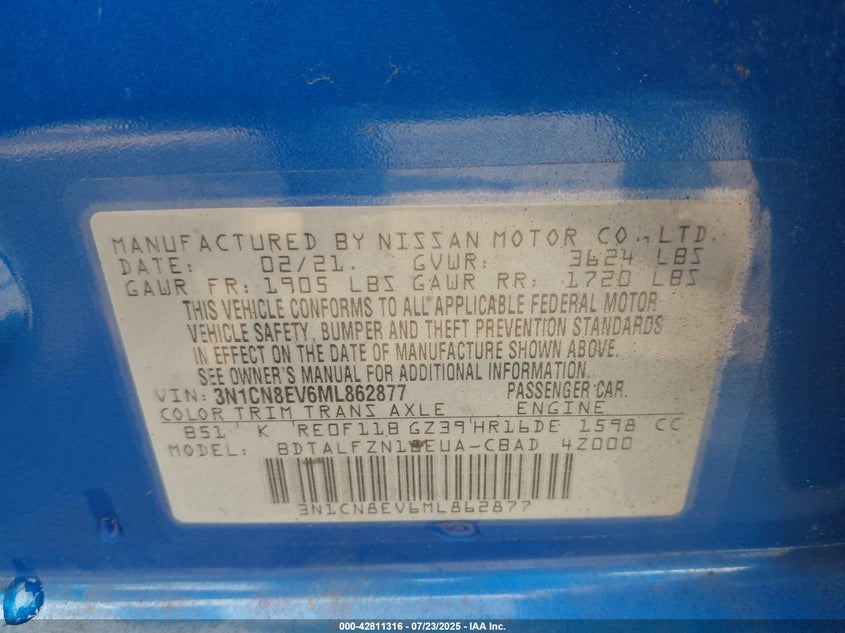 MANUFACTURED BY NISSAN MOTOR CO., LTD.
DATE: 02/21. GVWR: 3624 LBS
GAWR FR: 1905 LBS GAWR RR: 1720 LBS
THIS VEHICLE CONFORMS TO ALL APPLICABLE FEDERAL MOTOR
VEHICLE SAFETY, BUMPER AND THEFT PREVENTION STANDARDS
IN EFFECT ON THE DATE OF MANUFACTURE SHOWN ABOVE.
SEE OWNER'S MANUAL FOR ADDITIONAL INFORMATION.
VIN: 3N1CN8EV6ML862877 PASSENGER CAR.
COLOR TRIM TRANS AXLE ENGINE
B51 K RE0F11B GZ39 HR16DE 1598 CC
MODEL: BDTALFZN18EUA-CBAD 4Z000
3N1CN8EV6ML862877
000-42811316 - 07/23/2025 - IAA Inc.